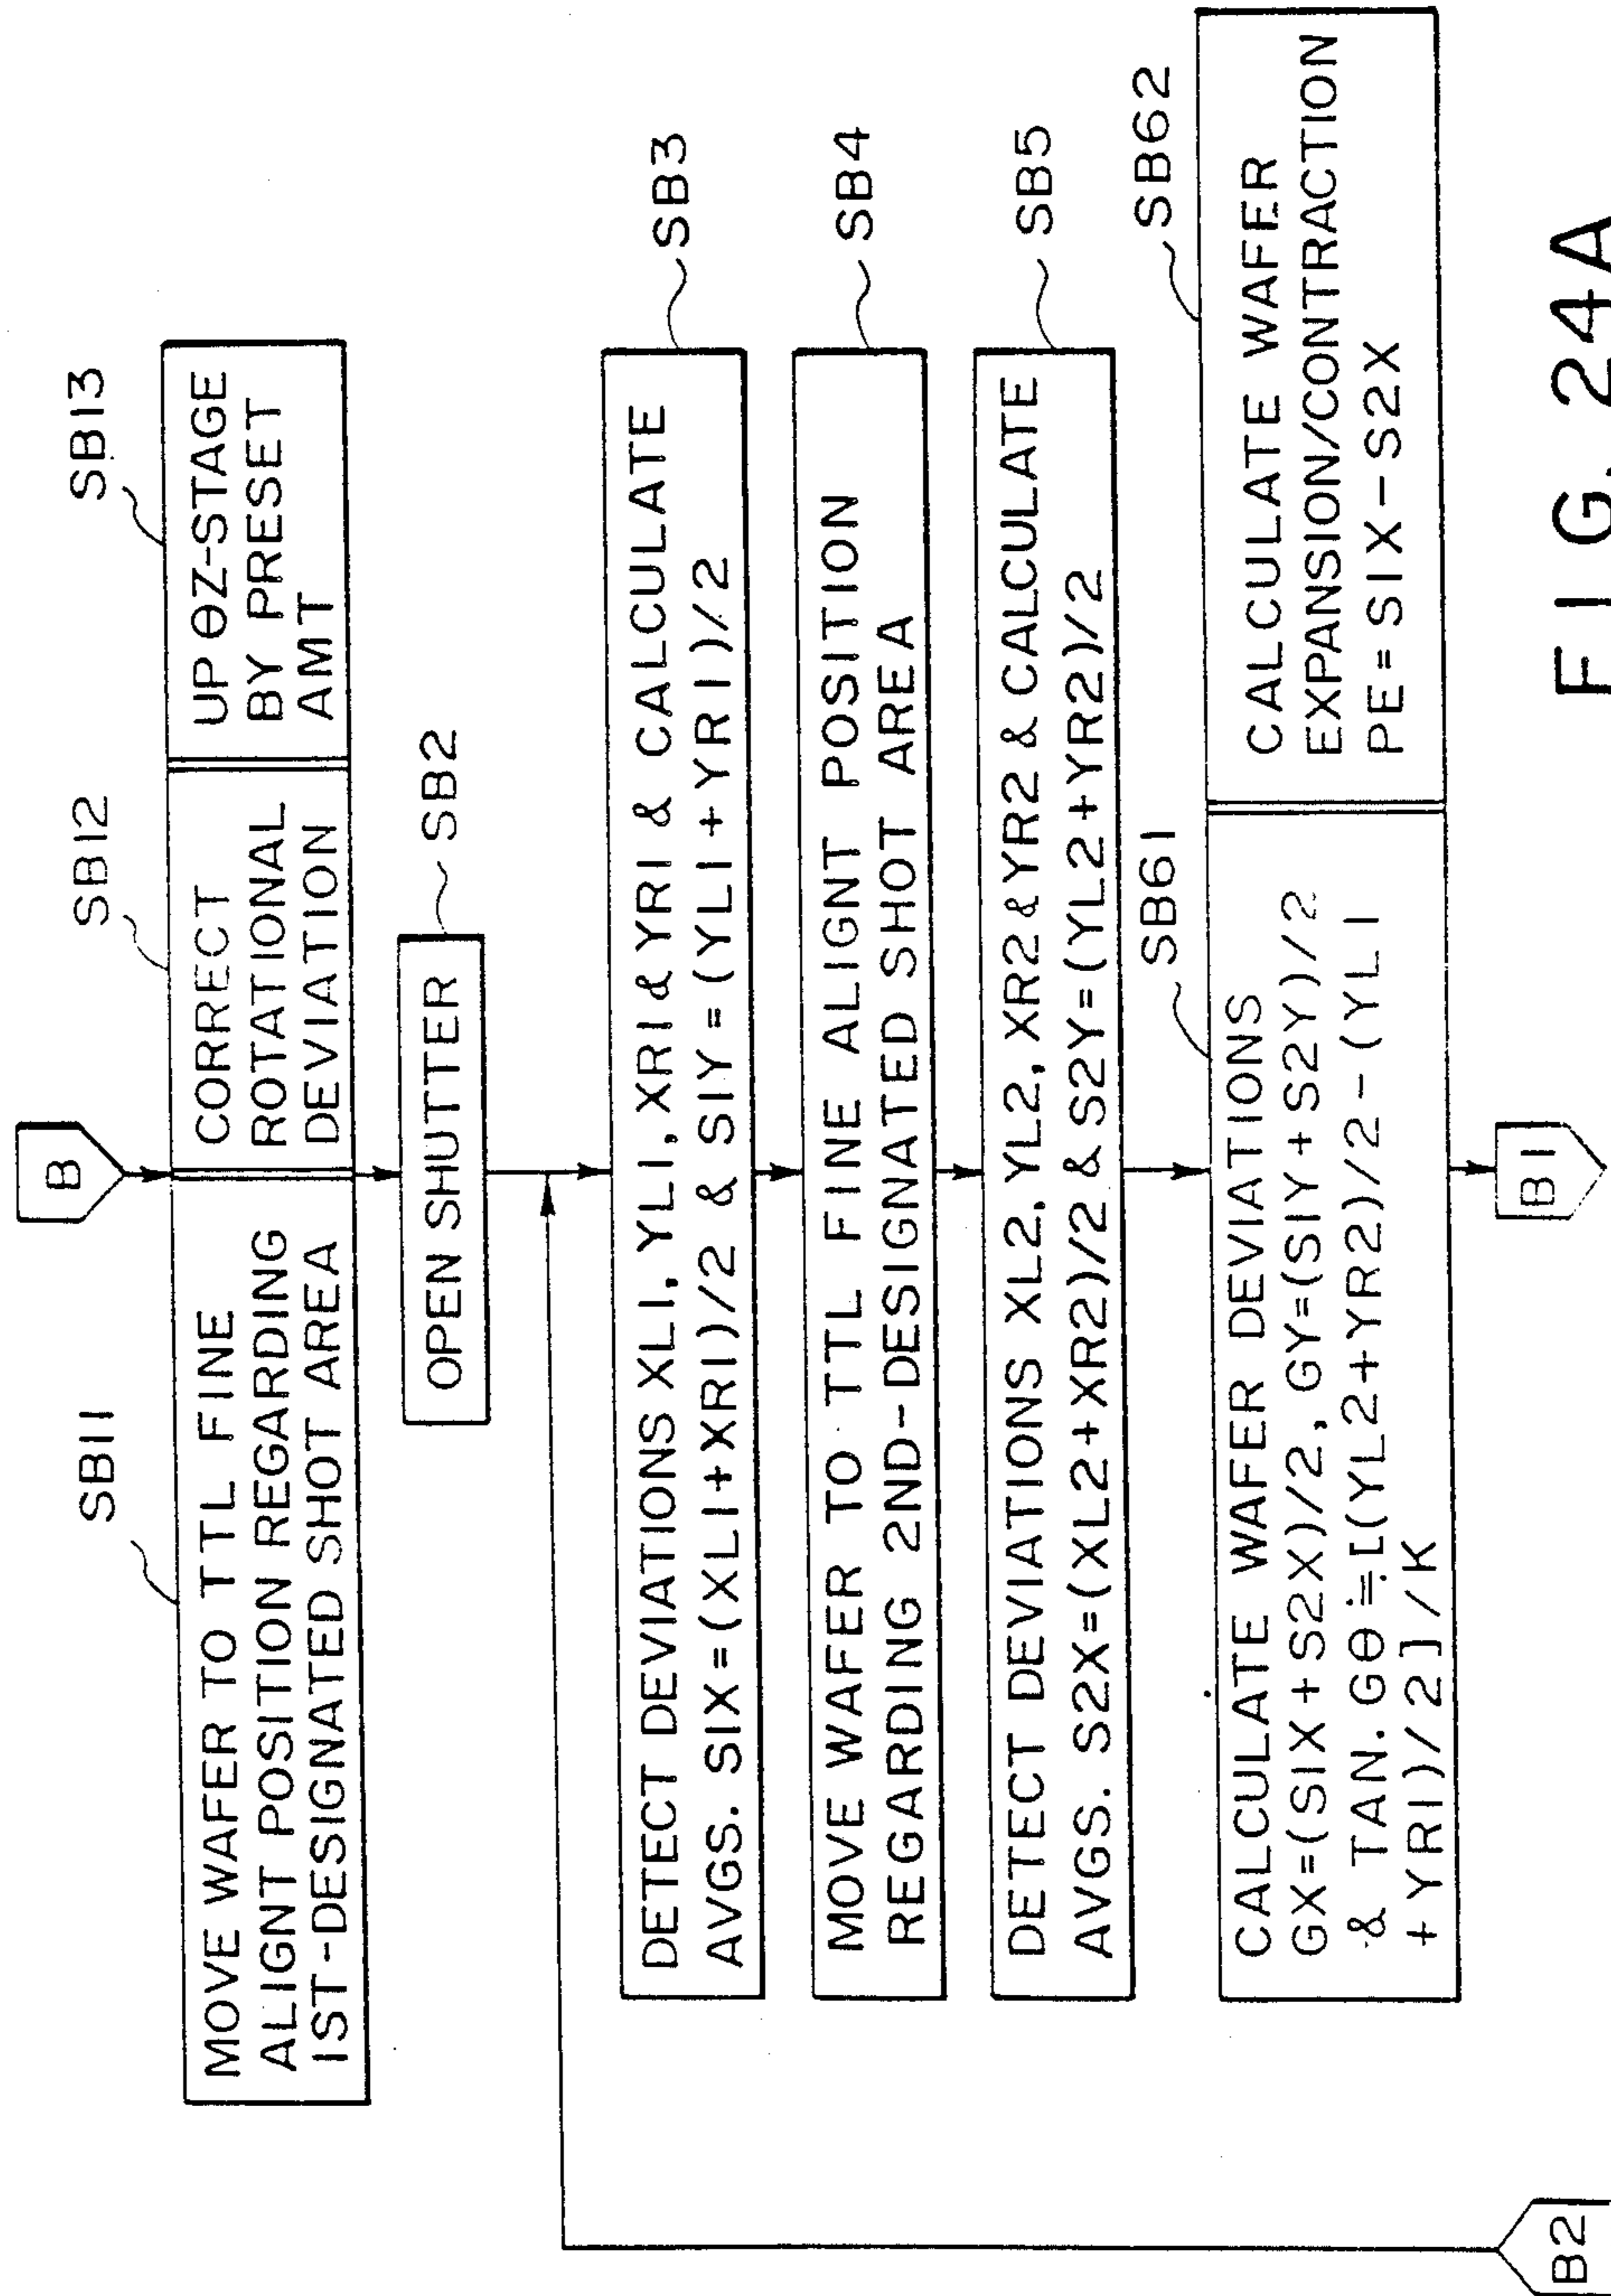 B
SB11
SB12
SB13
MOVE WAFER TO TTL FINE
ALIGNT POSITION REGARDING
1ST-DESIGNATED SHOT AREA
CORRECT
ROTATIONAL
DEVIATION
UP θZ-STAGE
BY PRESET
AMT
SB2
OPEN SHUTTER
SB3
DETECT DEVIATIONS XL1, YL1, XR1 & YR1 & CALCULATE
AVGS. S1X=(XL1+XR1)/2 & S1Y=(YL1+YR1)/2
SB4
MOVE WAFER TO TTL FINE ALIGNT POSITION
REGARDING 2ND-DESIGNATED SHOT AREA
SB5
DETECT DEVIATIONS XL2, YL2, XR2 & YR2 & CALCULATE
AVGS. S2X=(XL2+XR2)/2 & S2Y=(YL2+YR2)/2
SB61
SB62
CALCULATE WAFER DEVIATIONS
GX=(S1X+S2X)/2, GY=(S1Y+S2Y)/2
& TAN.Gθ≒[(YL2+YR2)/2-(YL1
+YR1)/2]/K
CALCULATE WAFER
EXPANSION/CONTRACTION
PE=S1X-S2X
B1
B2
FIG. 24A